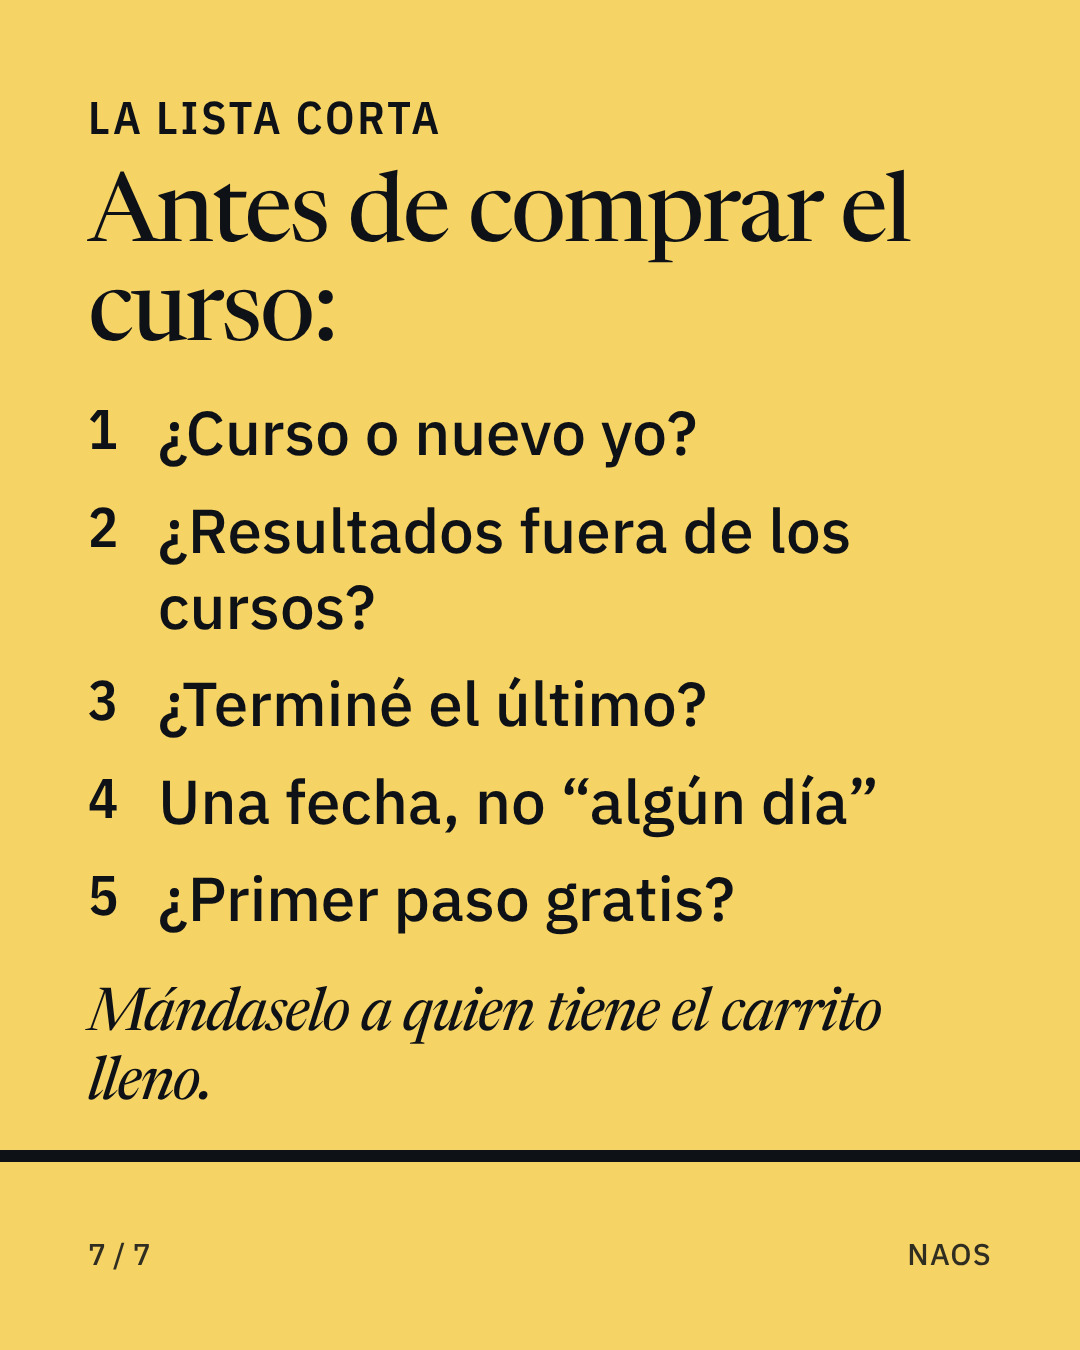 LA LISTA CORTA
Antes de comprar el
curso:
1 ¿Curso o nuevo yo?
2 ¿Resultados fuera de los
cursos?
3 ¿Terminé el último?
4 Una fecha, no “algún día”
5 ¿Primer paso gratis?
Mándaselo a quien tiene el carrito
lleno.
7 / 7
NAOS